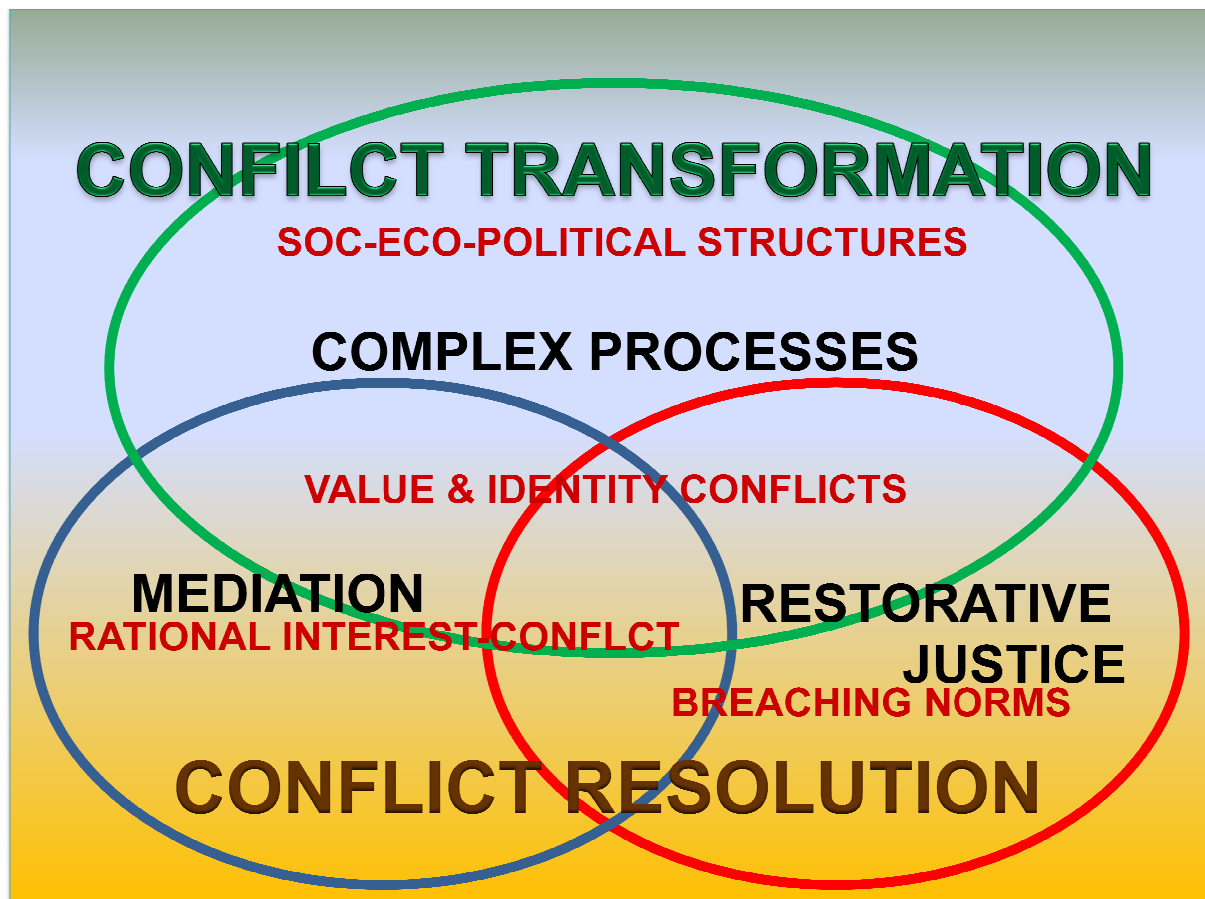 CONFILCT TRANSFORMATION
SOC-ECO-POLITICAL STRUCTURES
COMPLEX PROCESSES
VALUE & IDENTITY CONFLICTS
MEDIATION
RATIONAL INTEREST-CONFLCT
RESTORATIVE
JUSTICE
BREACHING NORMS
CONFLICT RESOLUTION